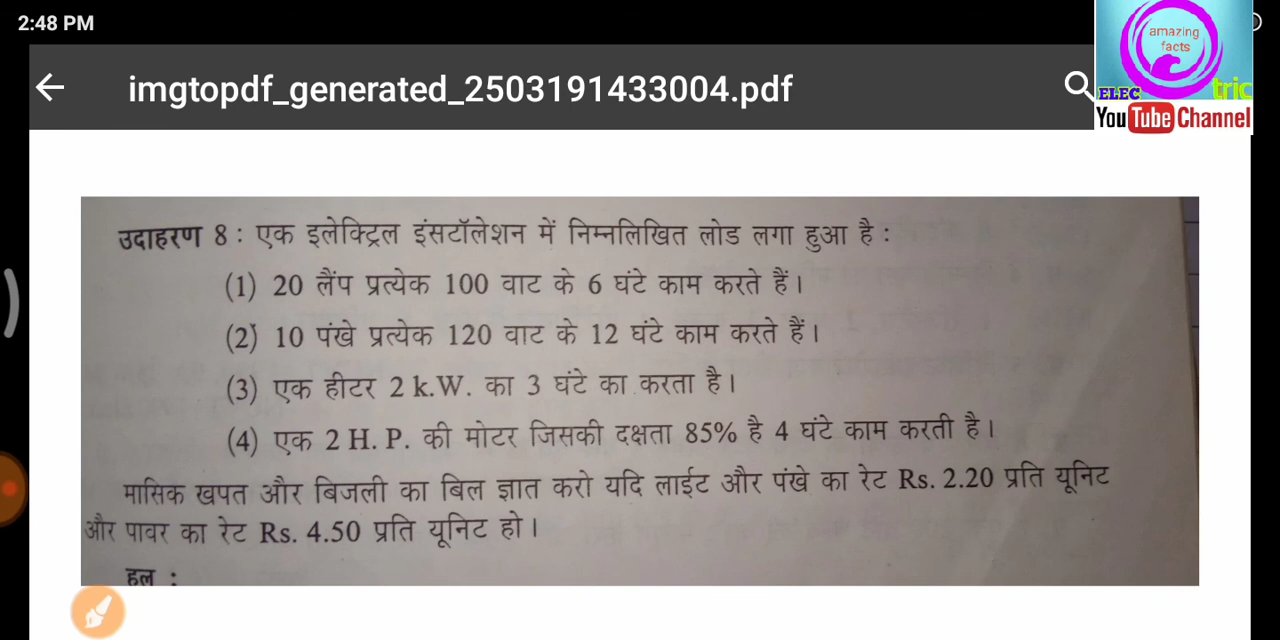 2:48 PM
imgtopdf_generated_2503191433004.pdf
amazing
facts
ELEC tric
YouTube Channel
उदाहरण 8 : एक इलेक्ट्रिल इंसटॉलेशन में निम्नलिखित लोड लगा हुआ है :
(1) 20 लैंप प्रत्येक 100 वाट के 6 घंटे काम करते हैं।
(2) 10 पंखे प्रत्येक 120 वाट के 12 घंटे काम करते हैं।
(3) एक हीटर 2 k.W. का 3 घंटे का करता है।
(4) एक 2 H. P. की मोटर जिसकी दक्षता 85% है 4 घंटे काम करती है।
मासिक खपत और बिजली का बिल ज्ञात करो यदि लाईट और पंखे का रेट Rs. 2.20 प्रति यूनिट
और पावर का रेट Rs. 4.50 प्रति यूनिट हो।
हल :